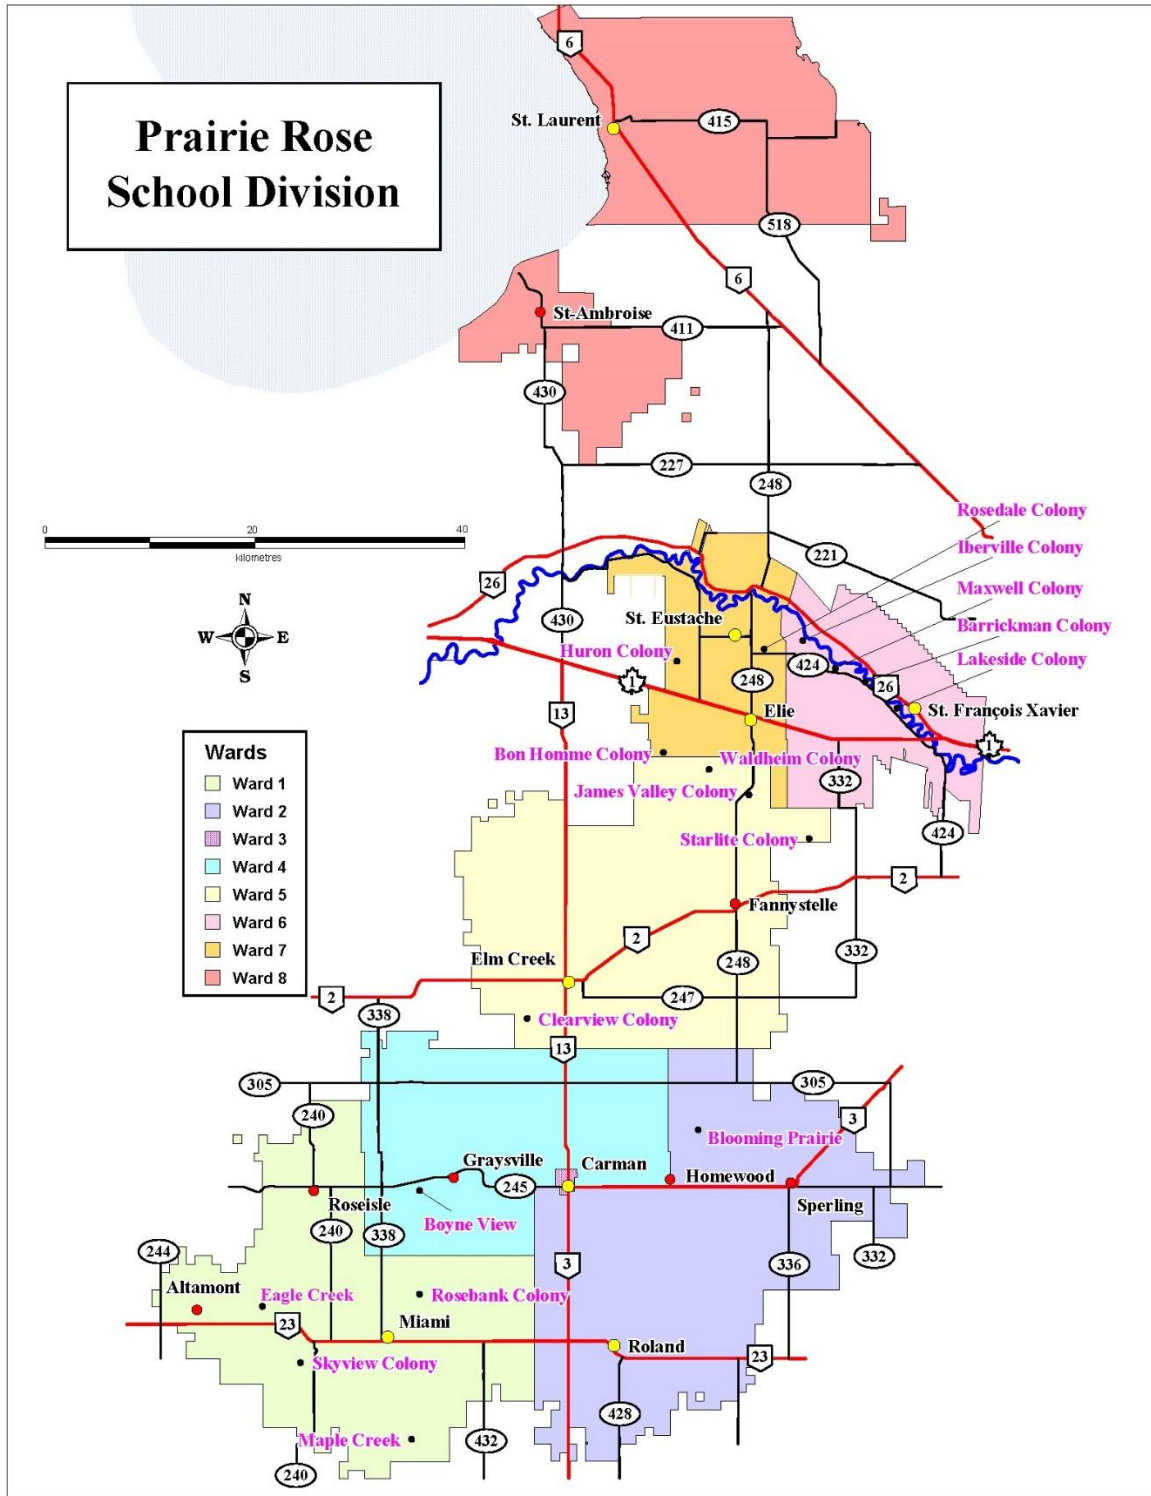 Prairie Rose
School Division
6
St. Laurent
415
518
6
St-Ambroise
411
430
227
248
0
20
40
kilometres
Rosedale Colony
221
Iberville Colony
26
N
W E
S
430
Maxwell Colony
St. Eustache
Barrickman Colony
Huron Colony
424
Lakeside Colony
1
248
26
13
Elie
St. François Xavier
1
Bon Homme Colony
Waldheim Colony
332
James Valley Colony
424
Starlite Colony
Wards
Ward 1
Ward 2
Ward 3
Ward 4
Ward 5
Ward 6
Ward 7
Ward 8
2
Fannystelle
2
332
Elm Creek
248
2
247
338
Clearview Colony
13
305
305
240
3
Blooming Prairie
Graysville
Carman
Homewood
245
Roseisle
Sperling
Boyne View
240
338
244
3
336
332
Altamont
Eagle Creek
Rosebank Colony
23
Miami
Roland
23
Skyview Colony
428
Maple Creek
432
240